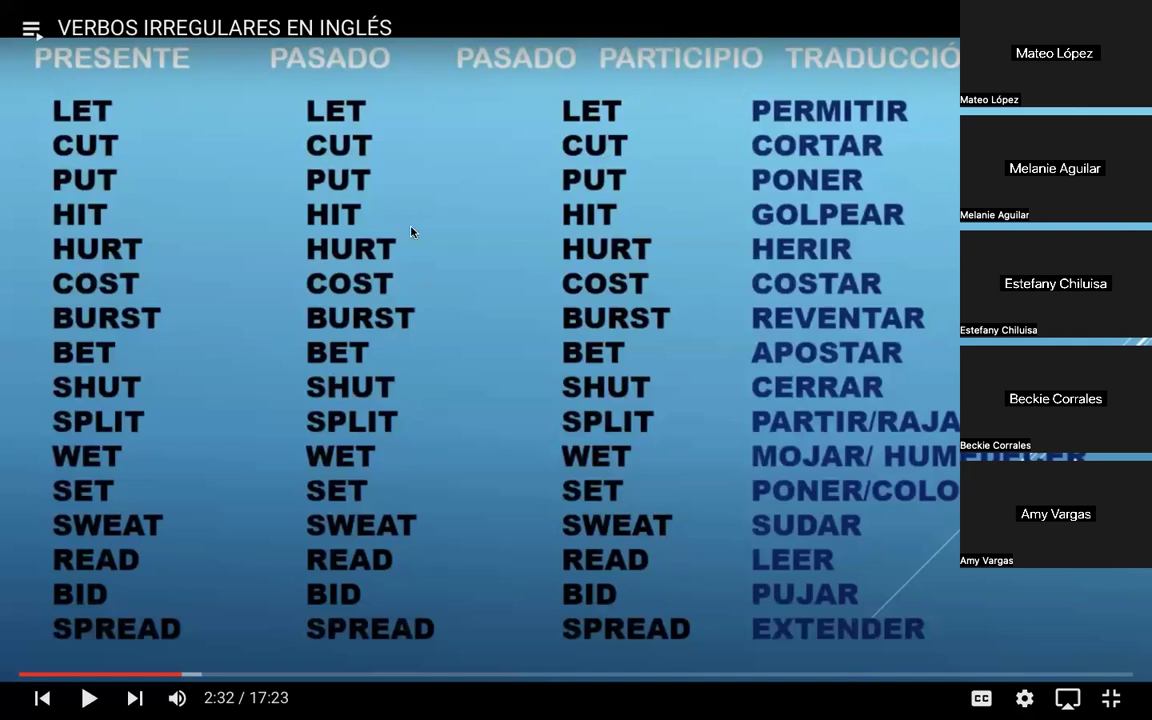 VERBOS IRREGULARES EN INGLÉS
PRESENTE PASADO PASADO PARTICIPIO TRADUCCIÓ
LET LET LET PERMITIR
CUT CUT CUT CORTAR
PUT PUT PUT PONER
HIT HIT HIT GOLPEAR
HURT HURT HURT HERIR
COST COST COST COSTAR
BURST BURST BURST REVENTAR
BET BET BET APOSTAR
SHUT SHUT SHUT CERRAR
SPLIT SPLIT SPLIT PARTIR/RAJA
WET WET WET MOJAR/
SET SET SET PONER/COLO
SWEAT SWEAT SWEAT SUDAR
READ READ READ LEER
BID BID BID PUJAR
SPREAD SPREAD SPREAD EXTENDER
2:32 / 17:23
CC
Mateo López
Mateo López
Melanie Aguilar
Melanie Aguilar
Estefany Chiluisa
Estefany Chiluisa
Beckie Corrales
Beckie Corrales
Amy Vargas
Amy Vargas